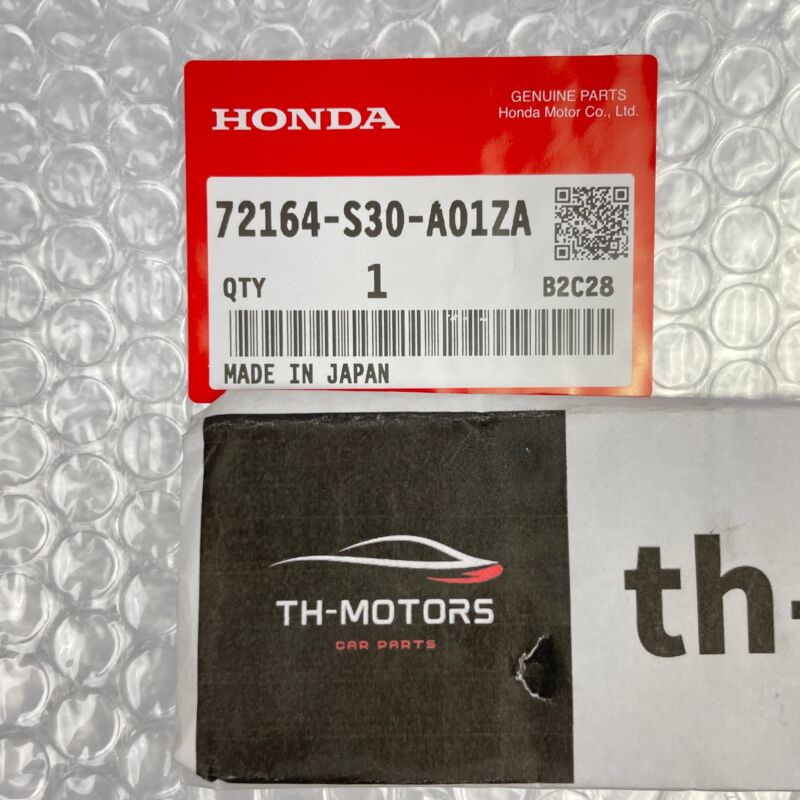 HONDA
GENUINE PARTS
Honda Motor Co., Ltd.
72164-S30-A01ZA
QTY 1 B2C28
MADE IN JAPAN
TH-MOTORS
CAR PARTS
th-